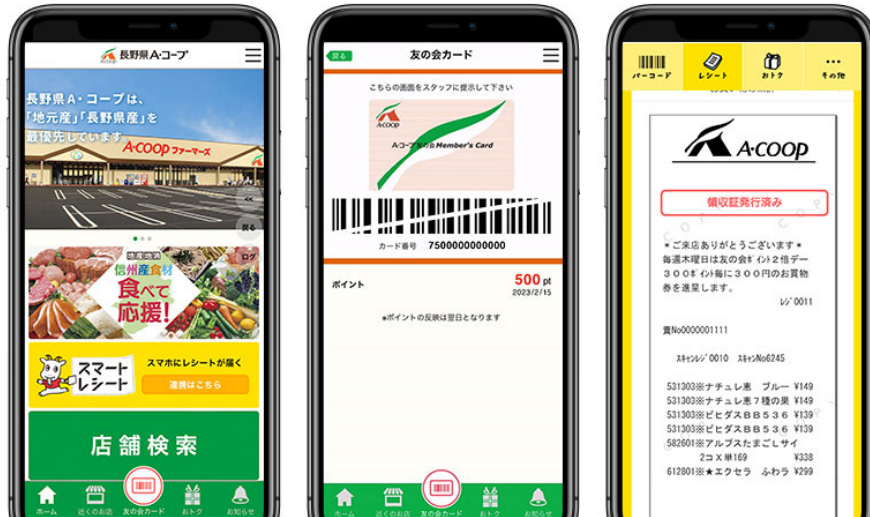 長野県A・コープ
長野県A・コープは、
「地元産」「長野県産」を
最優先しています。
A・COOP ファーマーズ
<<
戻る
ログ
地産地消
信州産食材
食べて
応援!
スマート
レシート
スマホにレシートが届く
連携はこちら
店舗検索
ホーム
近くのお店
友の会カード
おトク
お知らせ
戻る
友の会カード
こちらの画面をスタッフに提示して下さい
A・COOP
A・コープ友の会 Member's Card
カード番号 7500000000000
ポイント
500 pt
2023/2/15
※ポイントの反映は翌日となります
ホーム
近くのお店
友の会カード
おトク
お知らせ
バーコード
レシート
おトク
その他
A・COOP
領収証発行済み
*ご来店ありがとうございます*
毎週木曜日は友の会ポイント2倍デー
300ポイント毎に300円のお買物
券を進呈します。
レジ0011
責No0000001111
スキャンレジ0010 スキャンNo6245
531303※ナチュレ恵 ブルー ¥149
531303※ナチュレ恵7種の果 ¥149
531303※ビヒダスBB536 ¥139
531303※ビヒダスBB536 ¥139
582601※アルプスたまごLサイ
2コX単169 ¥338
612801※★エクセラ ふわラ ¥299